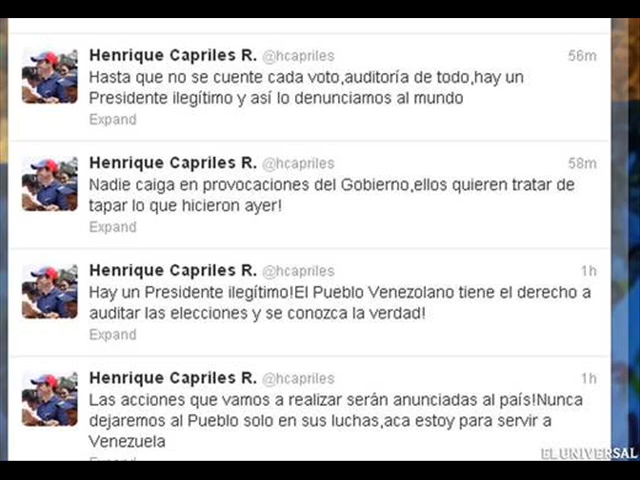 Henrique Capriles R. @hcapriles 56m
Hasta que no se cuente cada voto,auditoría de todo,hay un
Presidente ilegítimo y así lo denunciamos al mundo
Expand
Henrique Capriles R. @hcapriles 58m
Nadie caiga en provocaciones del Gobierno,ellos quieren tratar de
tapar lo que hicieron ayer!
Expand
Henrique Capriles R. @hcapriles 1h
Hay un Presidente ilegítimo!El Pueblo Venezolano tiene el derecho a
auditar las elecciones y se conozca la verdad!
Expand
Henrique Capriles R. @hcapriles 1h
Las acciones que vamos a realizar serán anunciadas al país!Nunca
dejaremos al Pueblo solo en sus luchas,aca estoy para servir a
Venezuela
EL UNIVERSAL